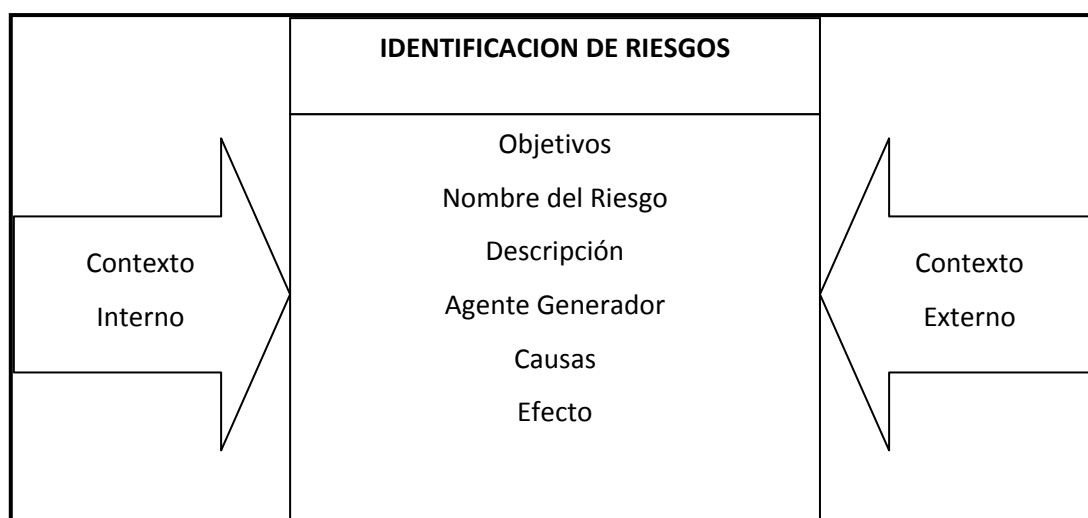 IDENTIFICACION DE RIESGOS
Objetivos
Nombre del Riesgo
Descripción
Agente Generador
Causas
Efecto
Contexto
Interno
Contexto
Externo